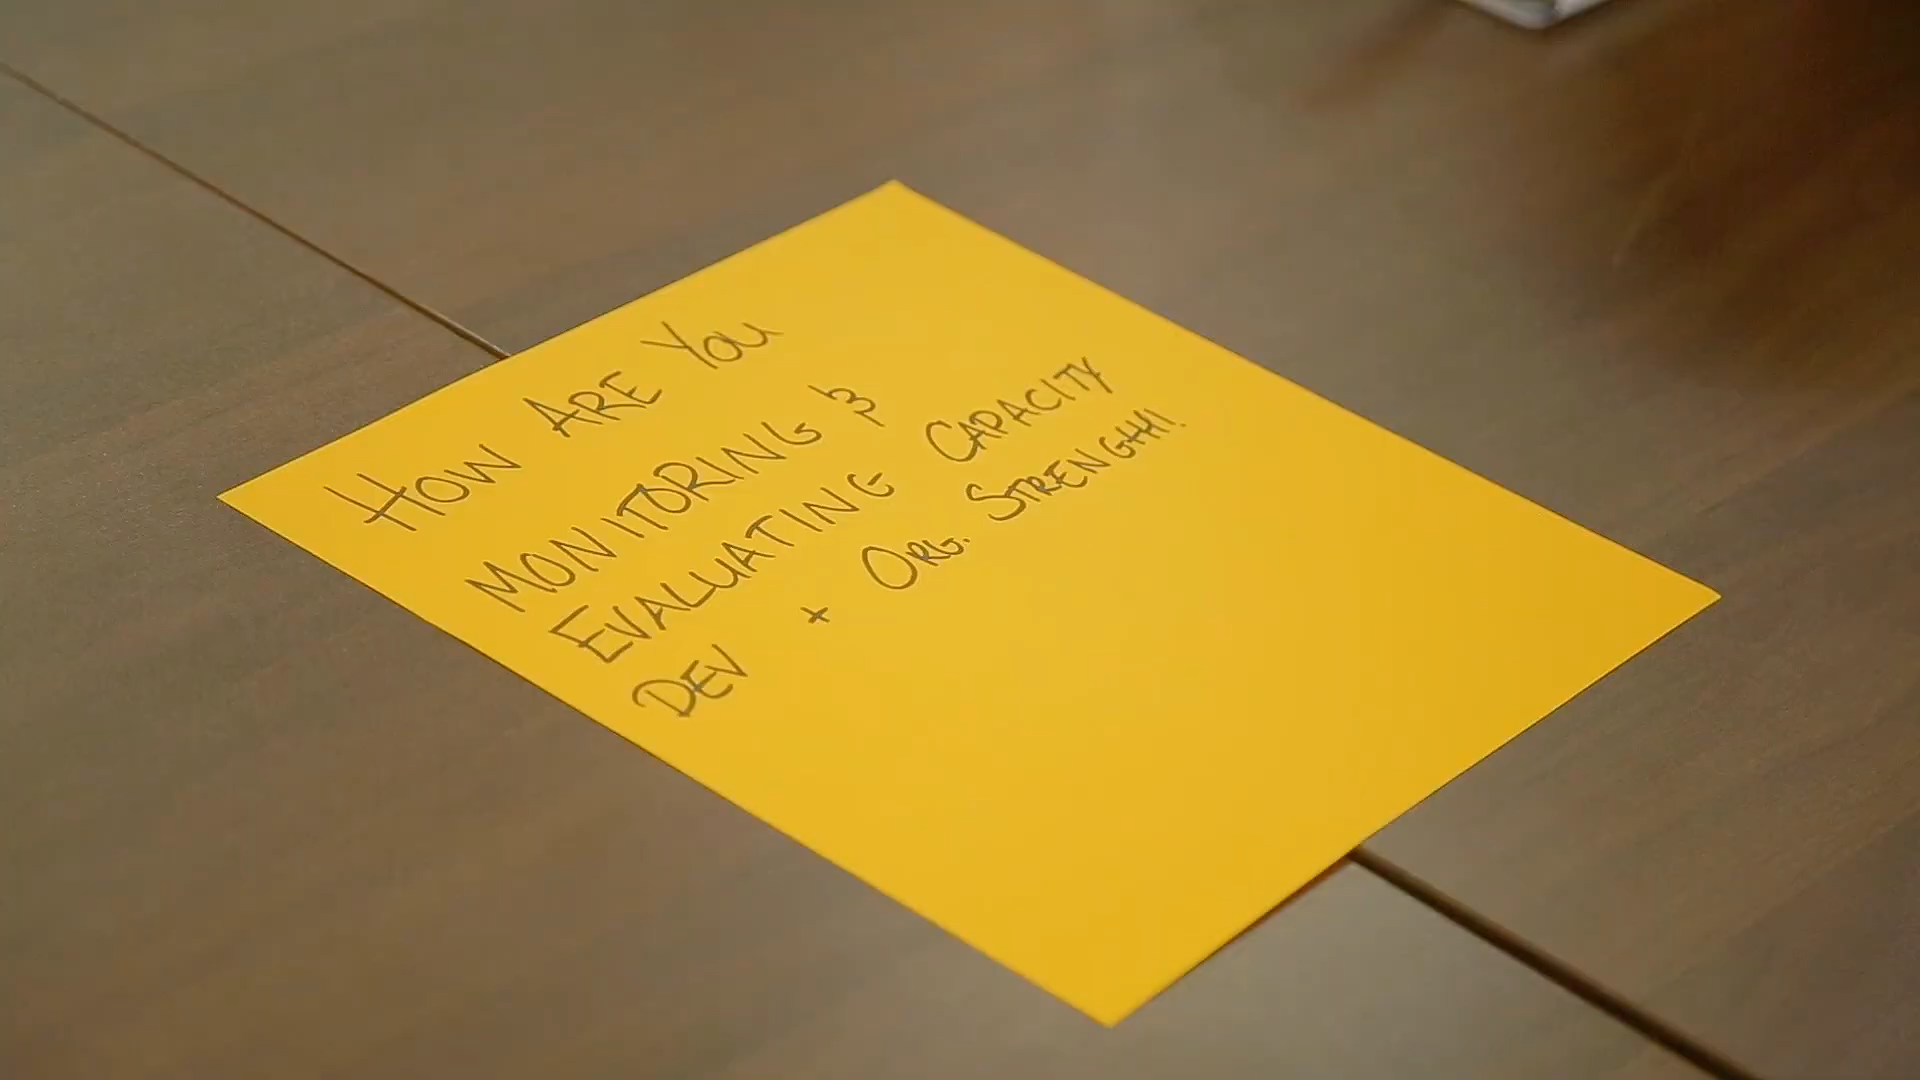 HOW ARE YOU
MONITORING &
EVALUATING CAPACITY
DEV + ORG. STRENGTH!